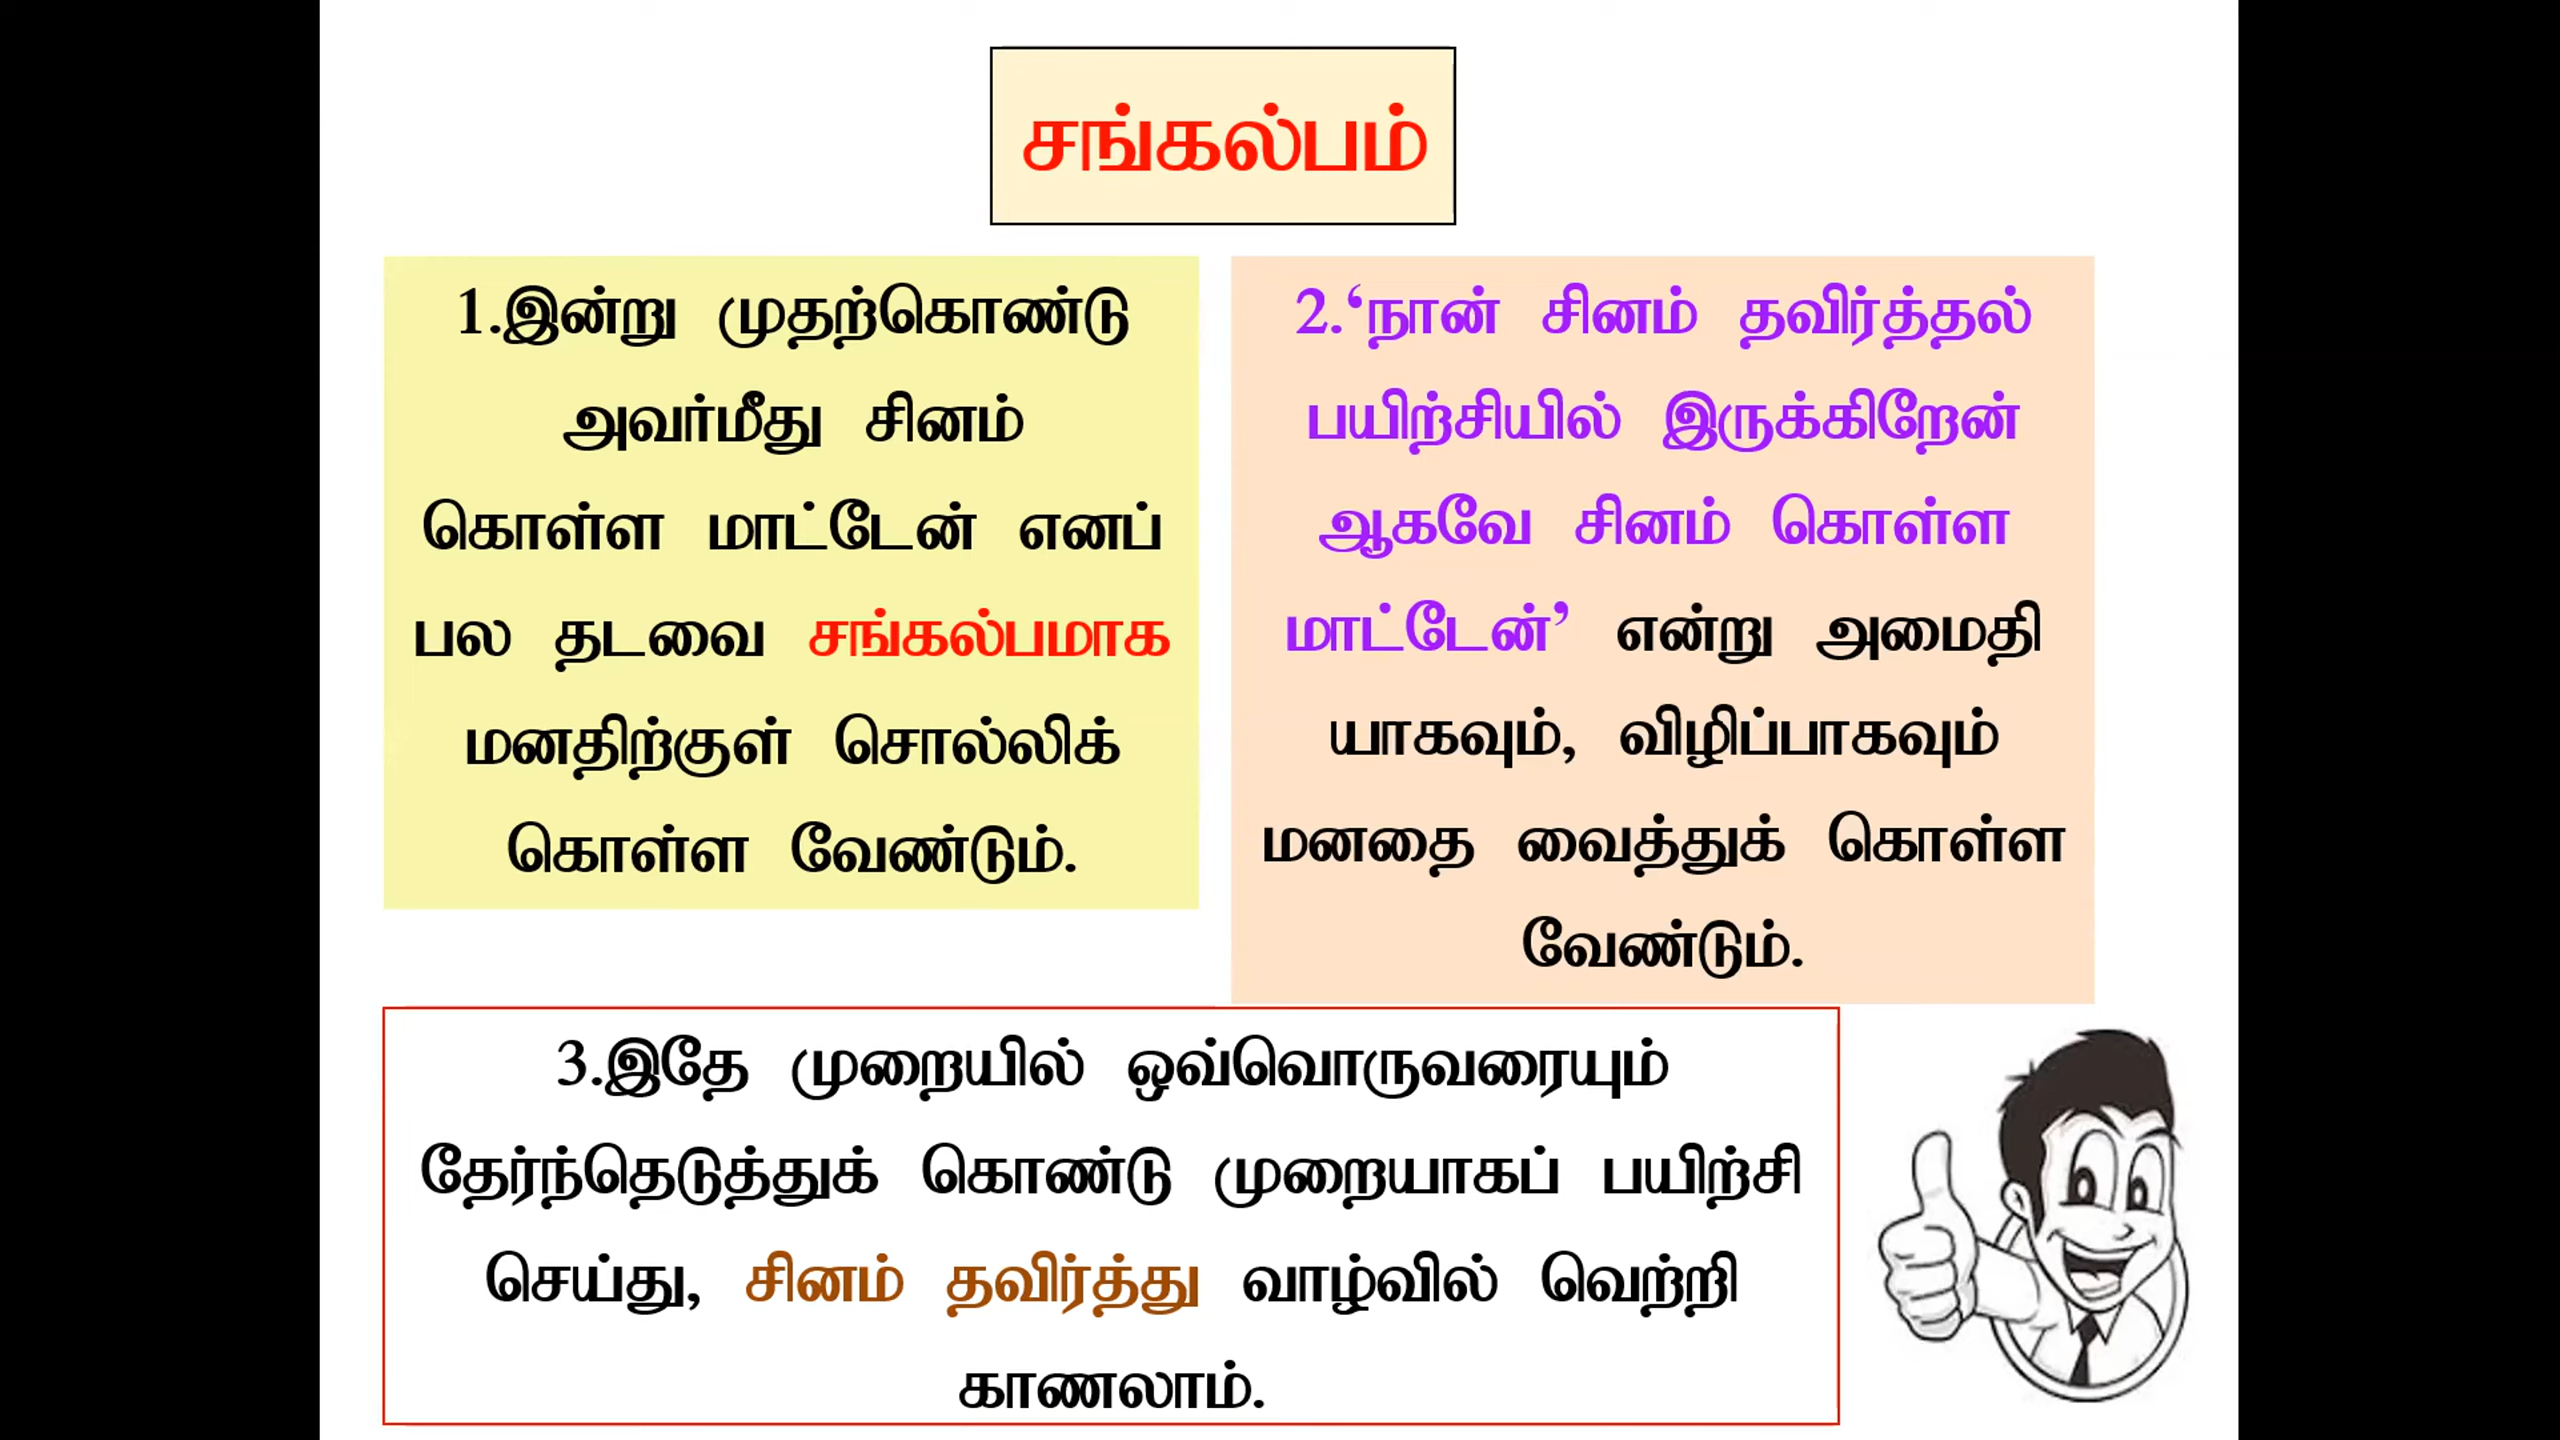 சங்கல்பம்
1.இன்று முதற்கொண்டு
அவர்மீது சினம்
கொள்ள மாட்டேன் எனப்
பல தடவை சங்கல்பமாக
மனதிற்குள் சொல்லிக்
கொள்ள வேண்டும்.
2.‘நான் சினம் தவிர்த்தல்
பயிற்சியில் இருக்கிறேன்
ஆகவே சினம் கொள்ள
மாட்டேன்’ என்று அமைதி
யாகவும், விழிப்பாகவும்
மனதை வைத்துக் கொள்ள
வேண்டும்.
3.இதே முறையில் ஒவ்வொருவரையும்
தேர்ந்தெடுத்துக் கொண்டு முறையாகப் பயிற்சி
செய்து, சினம் தவிர்த்து வாழ்வில் வெற்றி
காணலாம்.